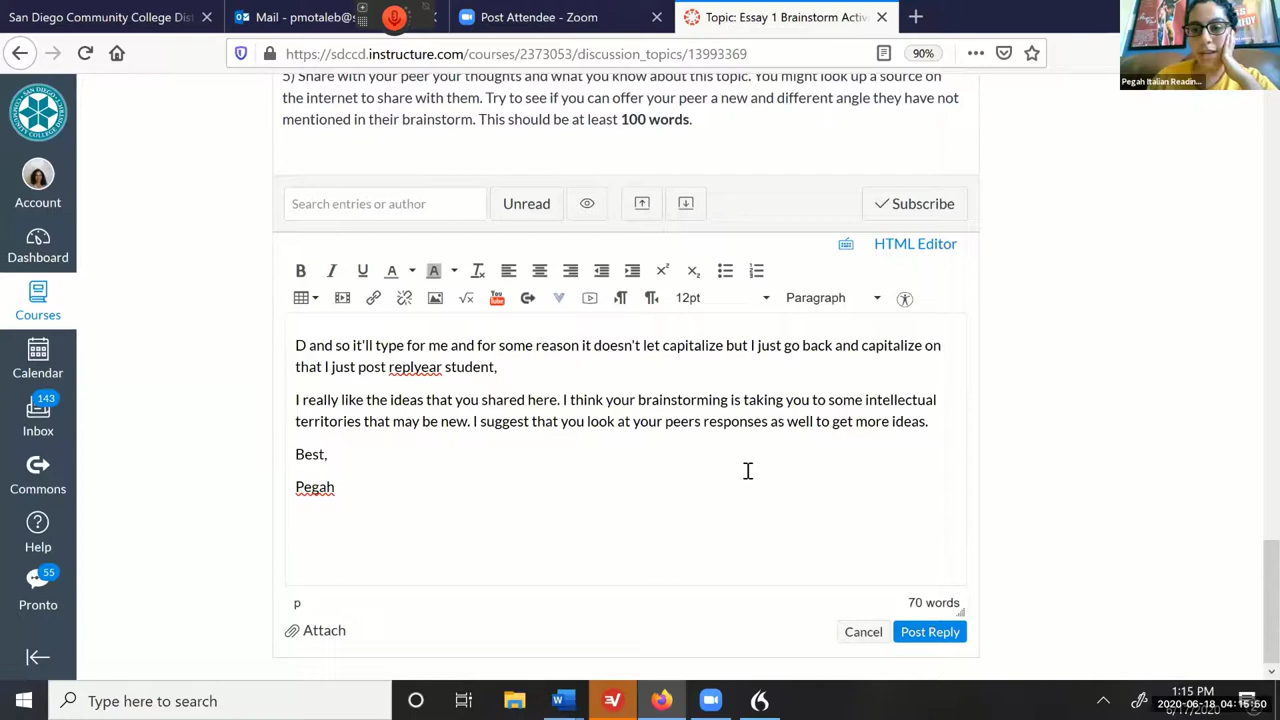 San Diego Community College Dis
Mail - pmotaleb@s
Post Attendee - Zoom
Topic: Essay 1 Brainstorm Activ
https://sdccd.instructure.com/courses/2373053/discussion_topics/13993369
90%
Pegah Italian Readin...
5) Share with your peer your thoughts and what you know about this topic. You might look up a source on
the internet to share with them. Try to see if you can offer your peer a new and different angle they have not
mentioned in their brainstorm. This should be at least 100 words.
Account
Dashboard
Courses
Calendar
143
Inbox
Commons
Help
55
Pronto
Search entries or author
Unread
Subscribe
HTML Editor
12pt
Paragraph
D and so it'll type for me and for some reason it doesn't let capitalize but I just go back and capitalize on
that I just post replyear student,
I really like the ideas that you shared here. I think your brainstorming is taking you to some intellectual
territories that may be new. I suggest that you look at your peers responses as well to get more ideas.
Best,
Pegah
p
70 words
Attach
Cancel
Post Reply
Type here to search
1:15 PM
2020-06-18 04:15:50